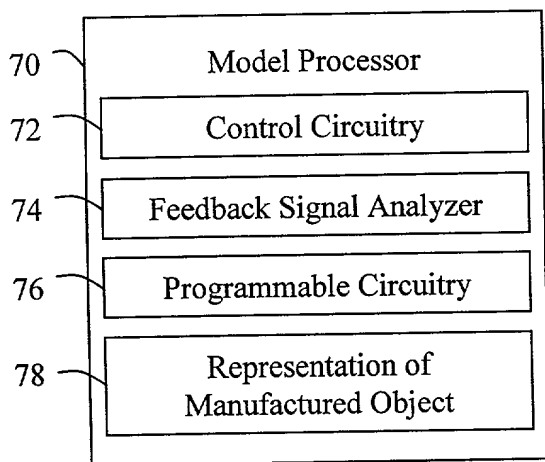 70 Model Processor
72 Control Circuitry
74 Feedback Signal Analyzer
76 Programmable Circuitry
78 Representation of
Manufactured Object